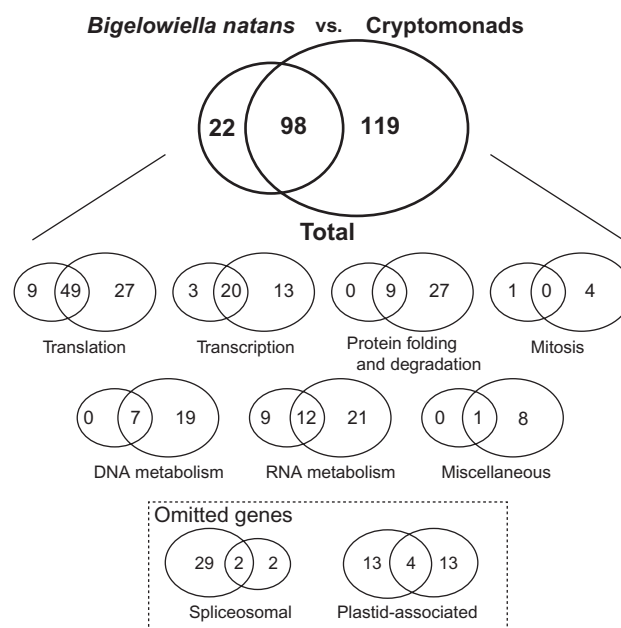 Bigelowiella natans vs. Cryptomonads
22 98 119
Total
9 49 27
Translation
3 20 13
Transcription
0 9 27
Protein folding
and degradation
1 0 4
Mitosis
0 7 19
DNA metabolism
9 12 21
RNA metabolism
0 1 8
Miscellaneous
Omitted genes
29 2 2
Spliceosomal
13 4 13
Plastid-associated